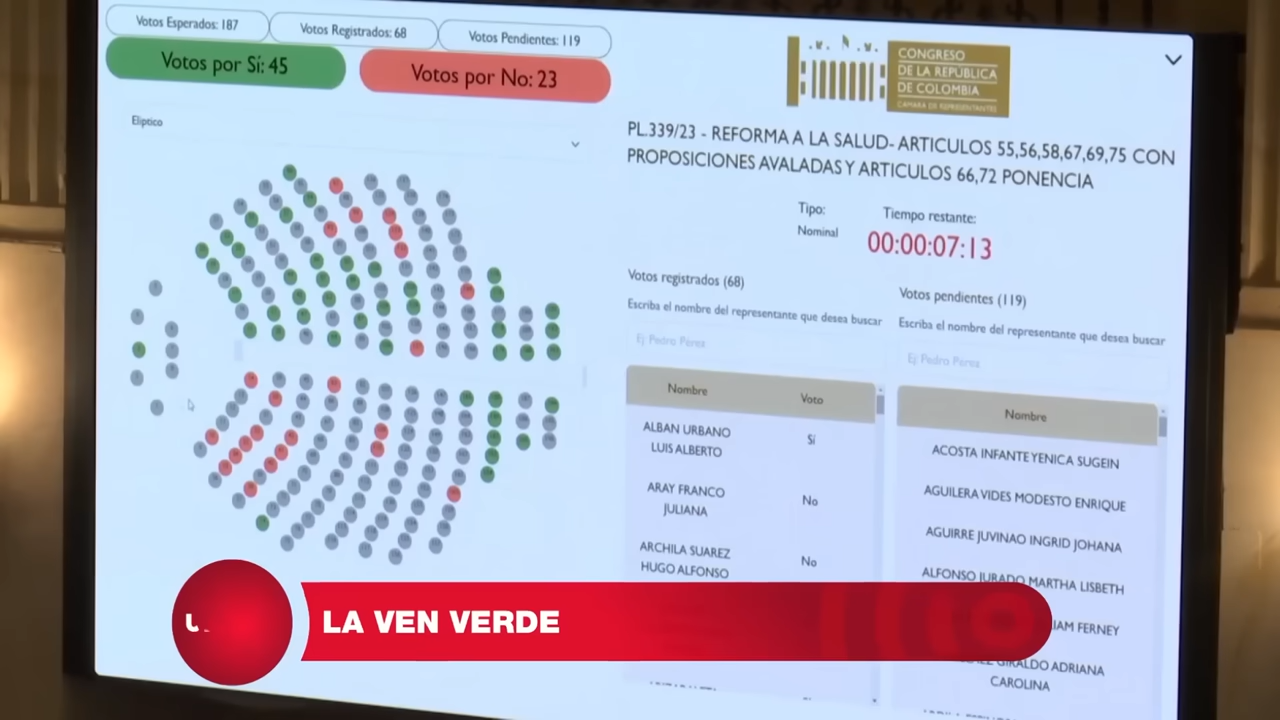 Votos Esperados: 187
Votos Registrados: 68
Votos Pendientes: 119
Votos por Sí: 45
Votos por No: 23
Elíptico
CONGRESO
DE LA REPÚBLICA
DE COLOMBIA
CÁMARA DE REPRESENTANTES
PL.339/23 - REFORMA A LA SALUD- ARTICULOS 55,56,58,67,69,75 CON
PROPOSICIONES AVALADAS Y ARTICULOS 66,72 PONENCIA
Tipo:
Nominal
Tiempo restante:
00:00:07:13
Votos registrados (68)
Escriba el nombre del representante que desea buscar
Ej Pedro Pérez
Nombre
Voto
ALBAN URBANO
LUIS ALBERTO
Sí
ARAY FRANCO
JULIANA
No
ARCHILA SUAREZ
HUGO ALFONSO
No
Votos pendientes (119)
Escriba el nombre del representante que desea buscar
Ej Pedro Pérez
Nombre
ACOSTA INFANTE YENICA SUGEIN
AGUILERA VIDES MODESTO ENRIQUE
AGUIRRE JUVINAO INGRID JOHANA
ALFONSO JURADO MARTHA LISBETH
IAM FERNEY
GIRALDO ADRIANA
CAROLINA
LA VEN VERDE